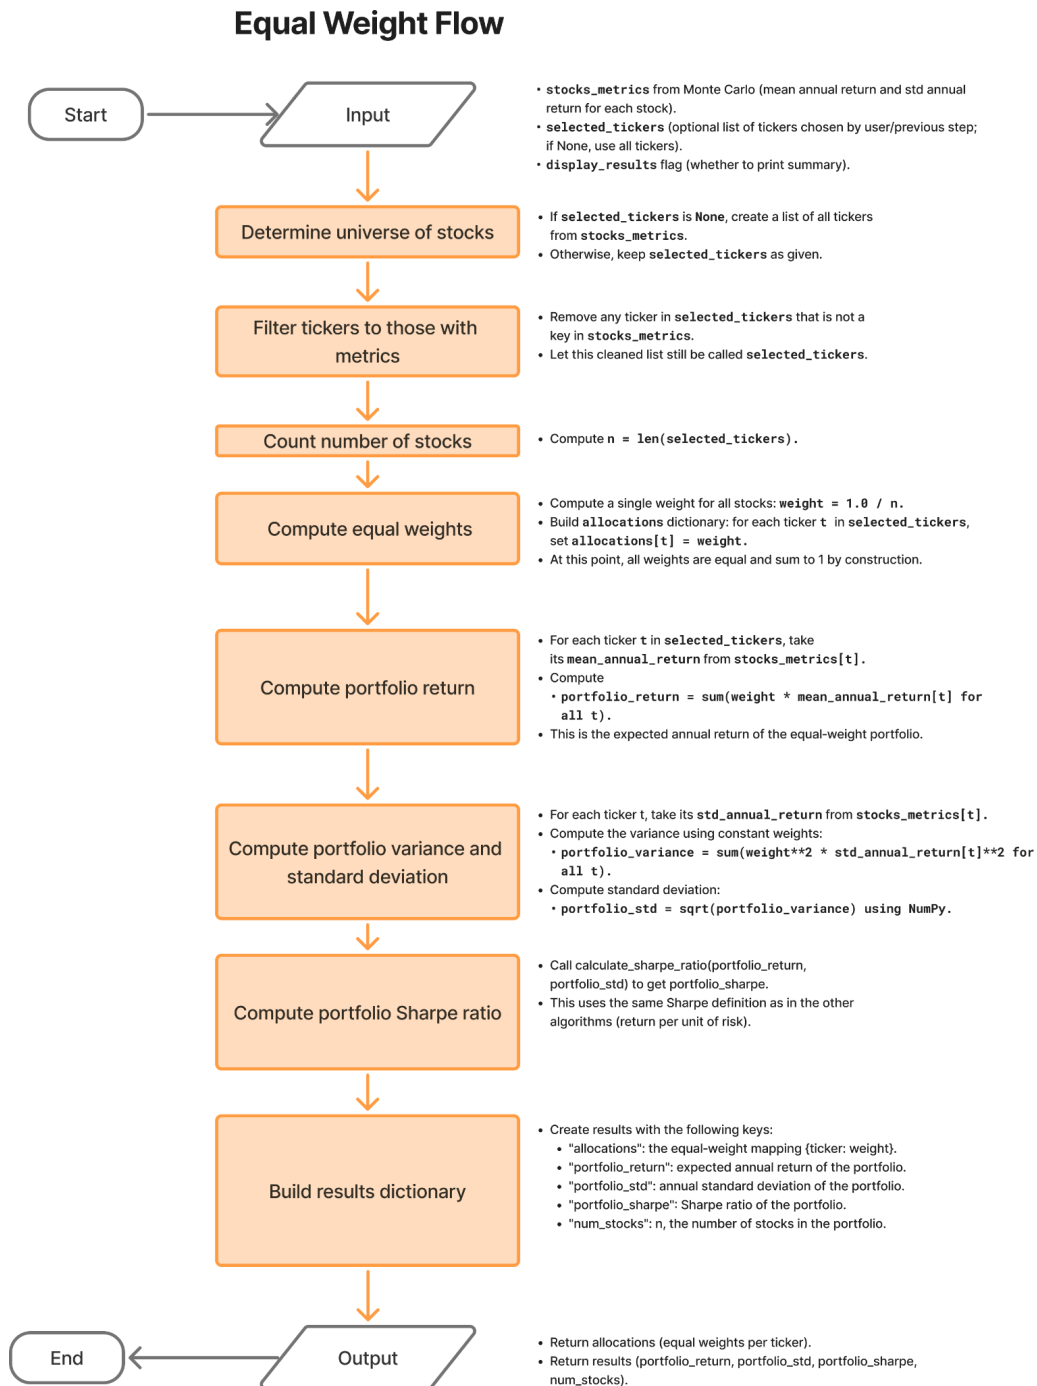 Equal Weight Flow
Start
Input
• stocks_metrics from Monte Carlo (mean annual return and std annual
return for each stock).
• selected_tickers (optional list of tickers chosen by user/previous step;
if None, use all tickers).
• display_results flag (whether to print summary).
Determine universe of stocks
• If selected_tickers is None, create a list of all tickers
from stocks_metrics.
• Otherwise, keep selected_tickers as given.
Filter tickers to those with
metrics
• Remove any ticker in selected_tickers that is not a
key in stocks_metrics.
• Let this cleaned list still be called selected_tickers.
Count number of stocks
• Compute n = len(selected_tickers).
Compute equal weights
• Compute a single weight for all stocks: weight = 1.0 / n.
• Build allocations dictionary: for each ticker t in selected_tickers,
set allocations[t] = weight.
• At this point, all weights are equal and sum to 1 by construction.
Compute portfolio return
• For each ticker t in selected_tickers, take
its mean_annual_return from stocks_metrics[t].
• Compute
• portfolio_return = sum(weight * mean_annual_return[t] for
all t).
• This is the expected annual return of the equal-weight portfolio.
Compute portfolio variance and
standard deviation
• For each ticker t, take its std_annual_return from stocks_metrics[t].
• Compute the variance using constant weights:
• portfolio_variance = sum(weight**2 * std_annual_return[t]**2 for
all t).
• Compute standard deviation:
• portfolio_std = sqrt(portfolio_variance) using NumPy.
Compute portfolio Sharpe ratio
• Call calculate_sharpe_ratio(portfolio_return,
portfolio_std) to get portfolio_sharpe.
• This uses the same Sharpe definition as in the other
algorithms (return per unit of risk).
Build results dictionary
• Create results with the following keys:
• "allocations": the equal-weight mapping {ticker: weight}.
• "portfolio_return": expected annual return of the portfolio.
• "portfolio_std": annual standard deviation of the portfolio.
• "portfolio_sharpe": Sharpe ratio of the portfolio.
• "num_stocks": n, the number of stocks in the portfolio.
End
Output
• Return allocations (equal weights per ticker).
• Return results (portfolio_return, portfolio_std, portfolio_sharpe,
num_stocks).